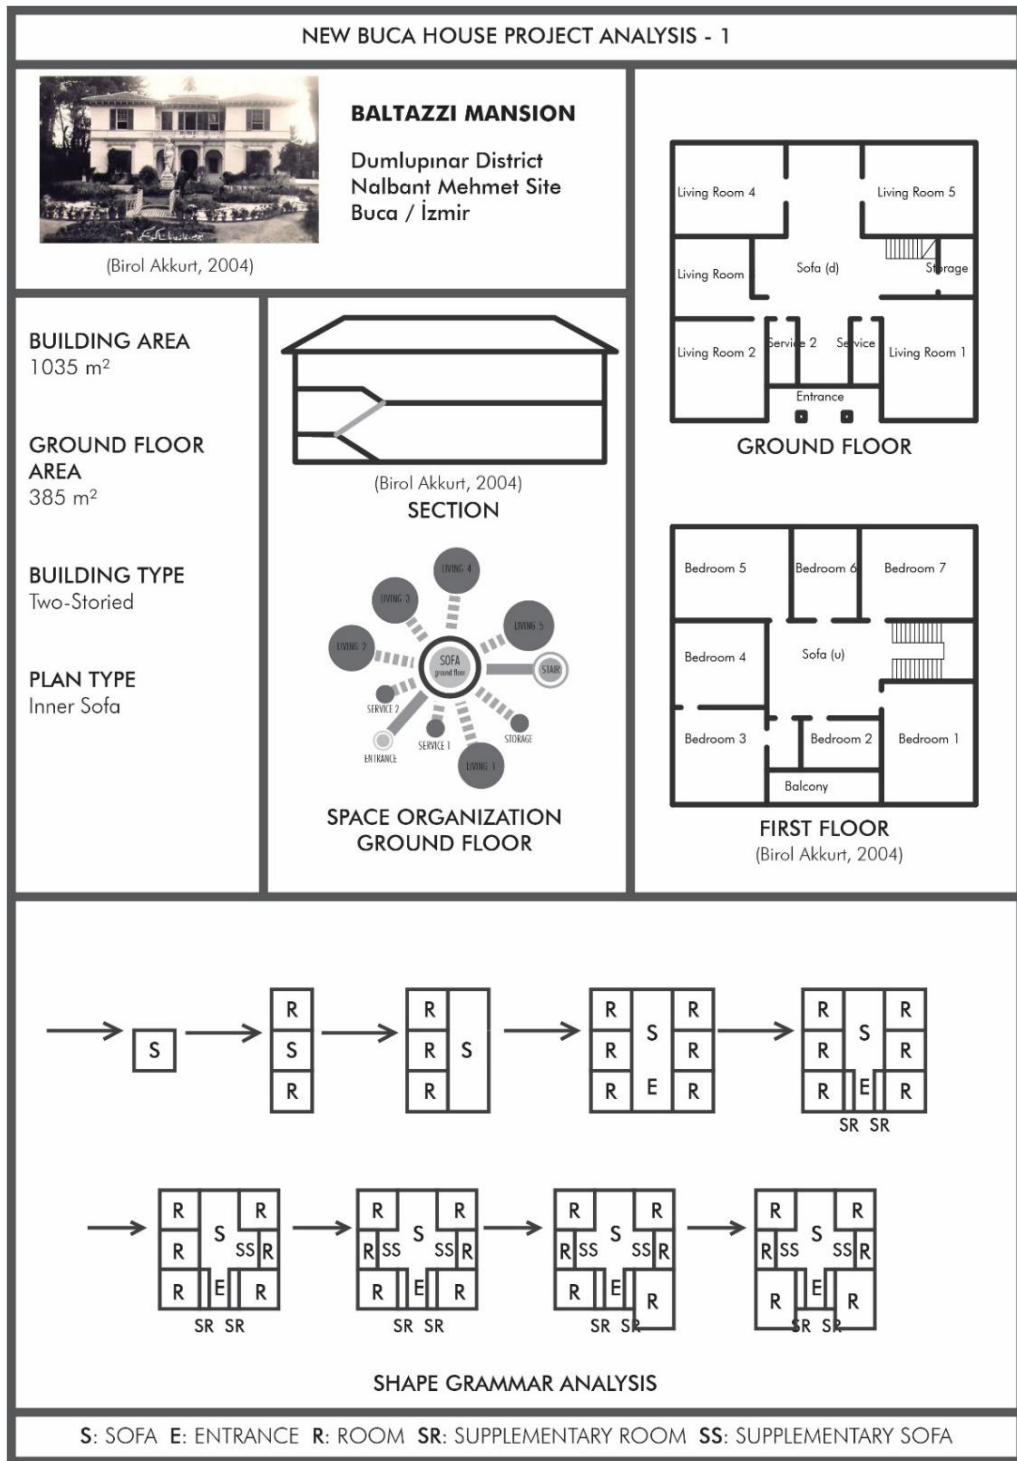 NEW BUCA HOUSE PROJECT ANALYSIS - 1
BALTAZZI MANSION
Dumlupınar District
Nalbant Mehmet Site
Buca / İzmir
(Birol Akkurt, 2004)
BUILDING AREA
1035 m²
GROUND FLOOR
AREA
385 m²
BUILDING TYPE
Two-Storied
PLAN TYPE
Inner Sofa
(Birol Akkurt, 2004)
SECTION
LIVING 4
LIVING 3
LIVING 5
LIVING 2
SOFA
ground floor
STAIR
SERVICE 2
SERVICE 1
STORAGE
ENTRANCE
LIVING 1
SPACE ORGANIZATION
GROUND FLOOR
Living Room 4
Living Room 5
Living Room
Sofa (d)
Storage
Living Room 2
Service 2
Service
Living Room 1
Entrance
GROUND FLOOR
Bedroom 5
Bedroom 6
Bedroom 7
Bedroom 4
Sofa (u)
Bedroom 3
Bedroom 2
Bedroom 1
Balcony
FIRST FLOOR
(Birol Akkurt, 2004)
R R R R R R R
S S R S R S R R S R
R R E R R E R
SR SR
R R R R R R R R
S S S S
R SS R R SS SS R R SS SS R R SS SS R
R E R R E R R E R R E R
SR SR SR SR SR SR SR SR
SHAPE GRAMMAR ANALYSIS
S: SOFA E: ENTRANCE R: ROOM SR: SUPPLEMENTARY ROOM SS: SUPPLEMENTARY SOFA